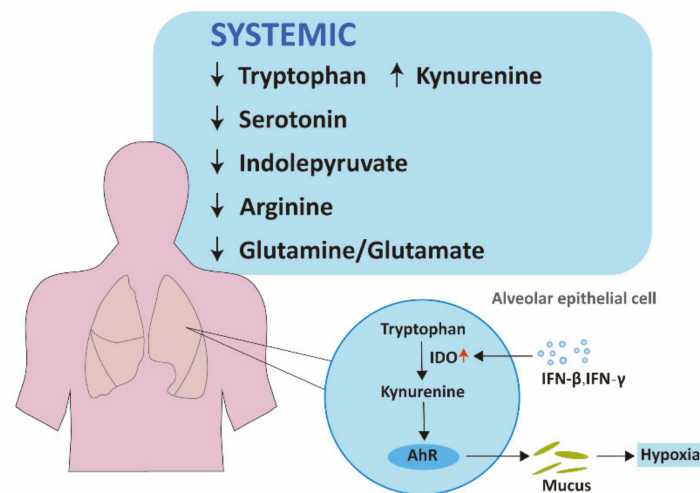 SYSTEMIC
↓ Tryptophan ↑ Kynurenine
↓ Serotonin
↓ Indolepyruvate
↓ Arginine
↓ Glutamine/Glutamate
Alveolar epithelial cell
Tryptophan
IDO↑
IFN-β,IFN-γ
Kynurenine
AhR
Mucus
Hypoxia